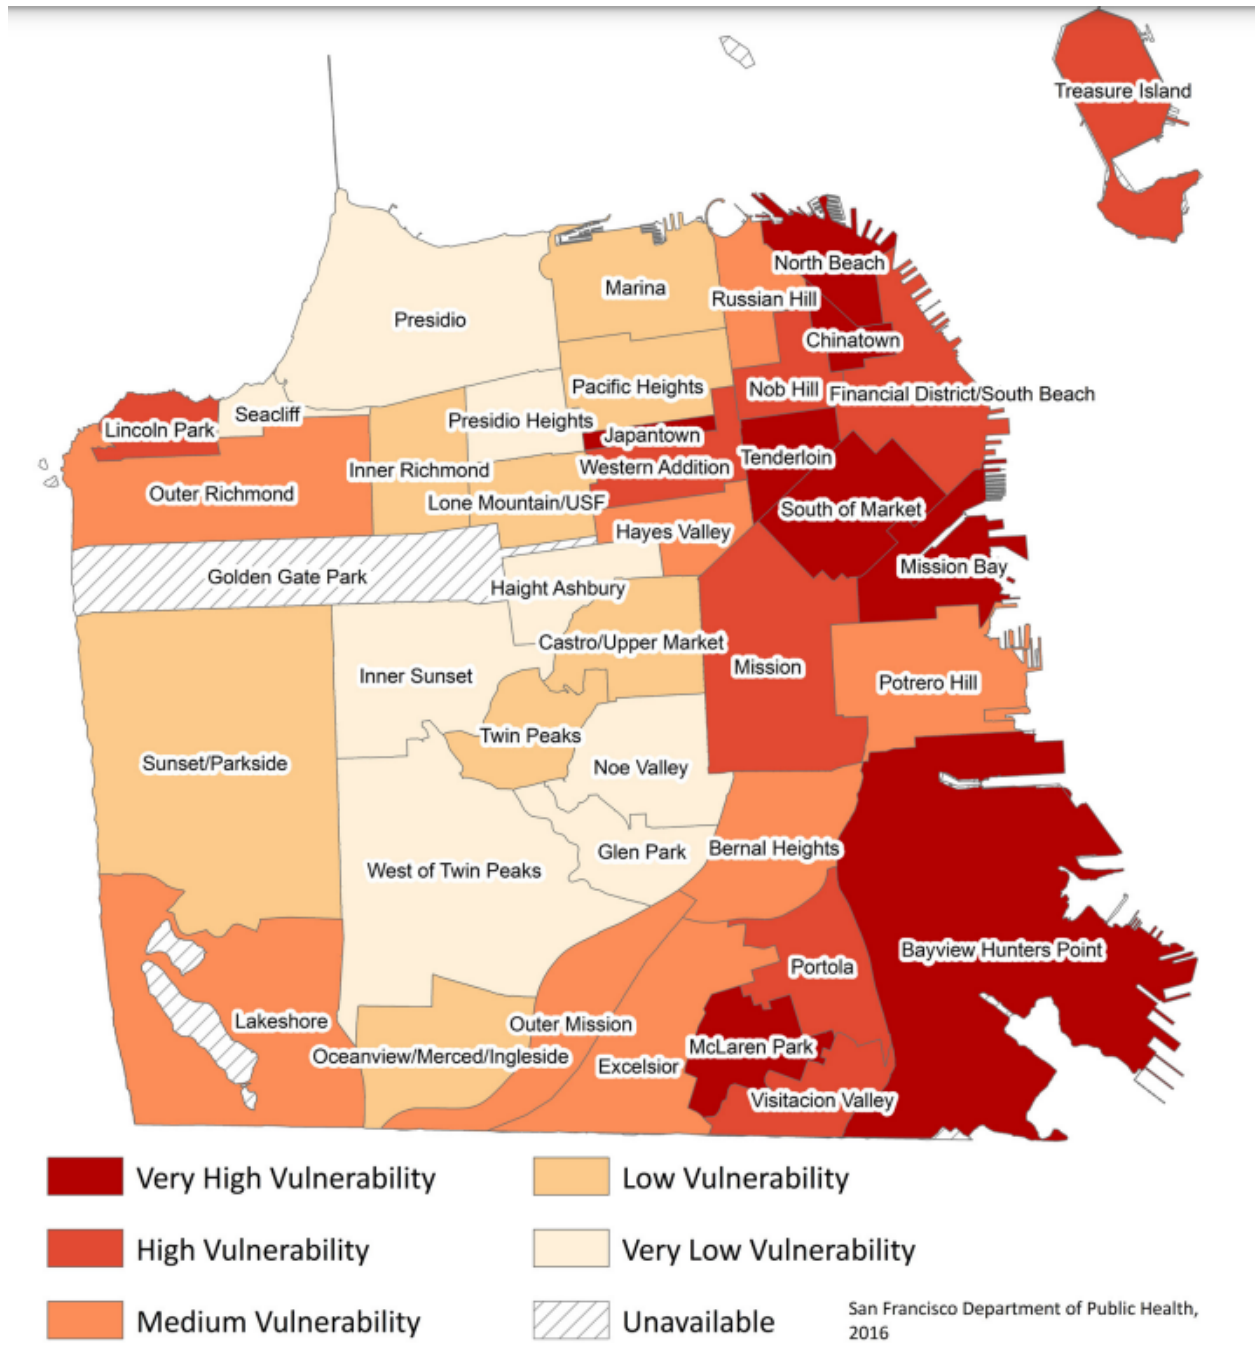 Treasure Island
North Beach
Marina
Russian Hill
Presidio
Chinatown
Pacific Heights
Nob Hill
Financial District/South Beach
Seacliff
Presidio Heights
Lincoln Park
Japantown
Inner Richmond
Western Addition
Tenderloin
Outer Richmond
Lone Mountain/USF
South of Market
Hayes Valley
Mission Bay
Golden Gate Park
Haight Ashbury
Castro/Upper Market
Inner Sunset
Mission
Potrero Hill
Twin Peaks
Sunset/Parkside
Noe Valley
Glen Park
Bernal Heights
West of Twin Peaks
Bayview Hunters Point
Portola
Lakeshore
Outer Mission
Oceanview/Merced/Ingleside
McLaren Park
Excelsior
Visitacion Valley
Very High Vulnerability
High Vulnerability
Medium Vulnerability
Low Vulnerability
Very Low Vulnerability
Unavailable
San Francisco Department of Public Health,
2016